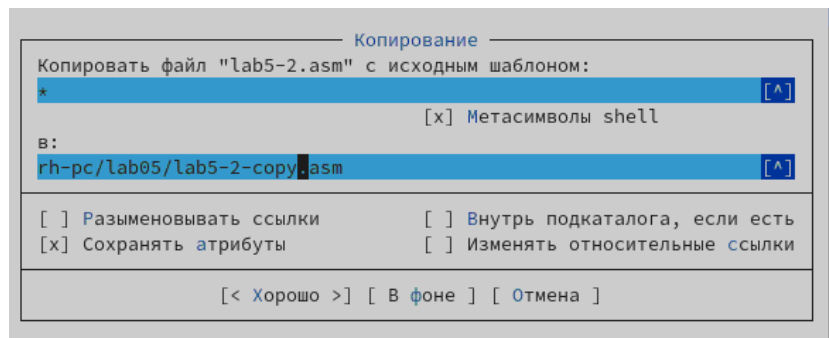 Копирование
Копировать файл "lab5-2.asm" с исходным шаблоном:
* [^]
[x] Метасимволы shell
в:
rh-pc/lab05/lab5-2-copy.asm [^]
[ ] Разыменовывать ссылки [ ] Внутрь подкаталога, если есть
[x] Сохранять атрибуты [ ] Изменять относительные ссылки
[< Хорошо >] [ В фоне ] [ Отмена ]